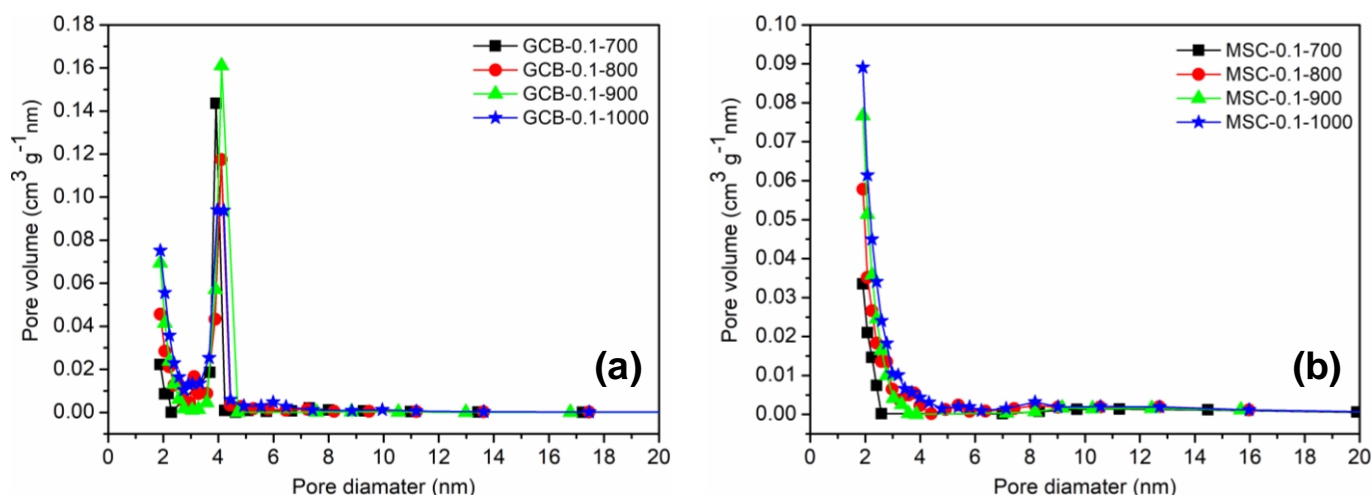 0.18
0.16
0.14
0.12
0.10
0.08
0.06
0.04
0.02
0.00
Pore volume (cm³ g⁻¹nm)
GCB-0.1-700
GCB-0.1-800
GCB-0.1-900
GCB-0.1-1000
(a)
0 2 4 6 8 10 12 14 16 18 20
Pore diamater (nm)
0.10
0.09
0.08
0.07
0.06
0.05
0.04
0.03
0.02
0.01
0.00
Pore volume (cm³ g⁻¹nm)
MSC-0.1-700
MSC-0.1-800
MSC-0.1-900
MSC-0.1-1000
(b)
0 2 4 6 8 10 12 14 16 18 20
Pore diamater (nm)